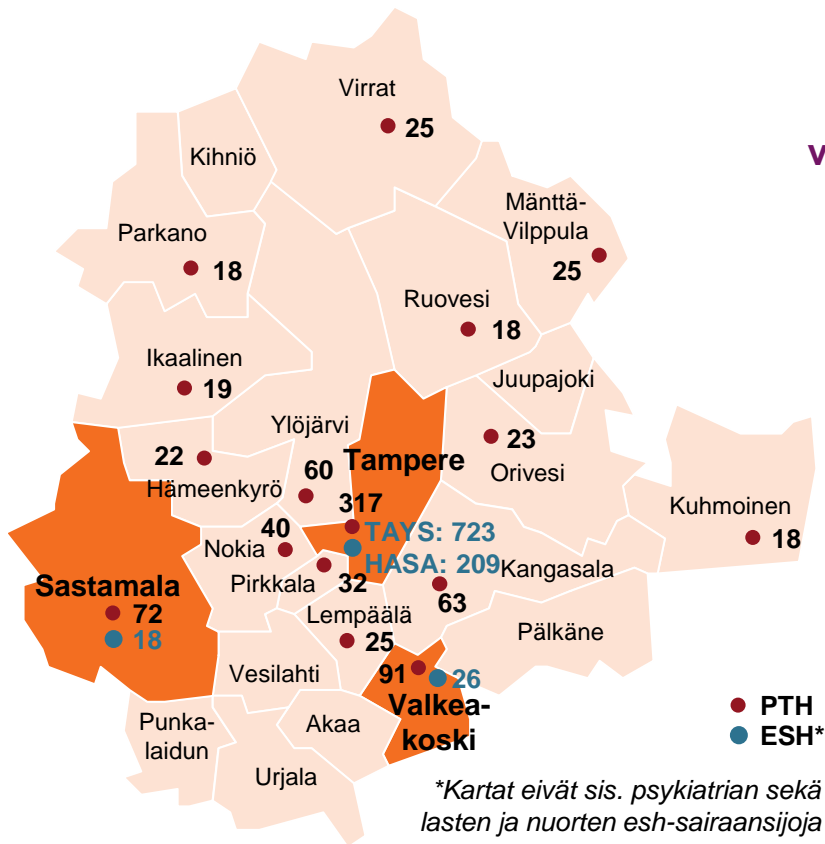 Virrat
25
Kihniö
V
Mänttä-
Vilppula
25
Parkano
18
Ruovesi
18
Ikaalinen
19
Juupajoki
Ylöjärvi
60
22
Hämeenkyrö
Tampere
317
TAYS: 723
HASA: 209
23
Orivesi
Kuhmoinen
18
40
Nokia
Pirkkala
32
Kangasala
63
Sastamala
72
18
Lempäälä
25
Pälkäne
Vesilahti
91
26
Valkea-
koski
Punka-
laidun
Akaa
Urjala
PTH
ESH*
*Kartat eivät sis. psykiatrian sekä
lasten ja nuorten esh-sairaansijoja